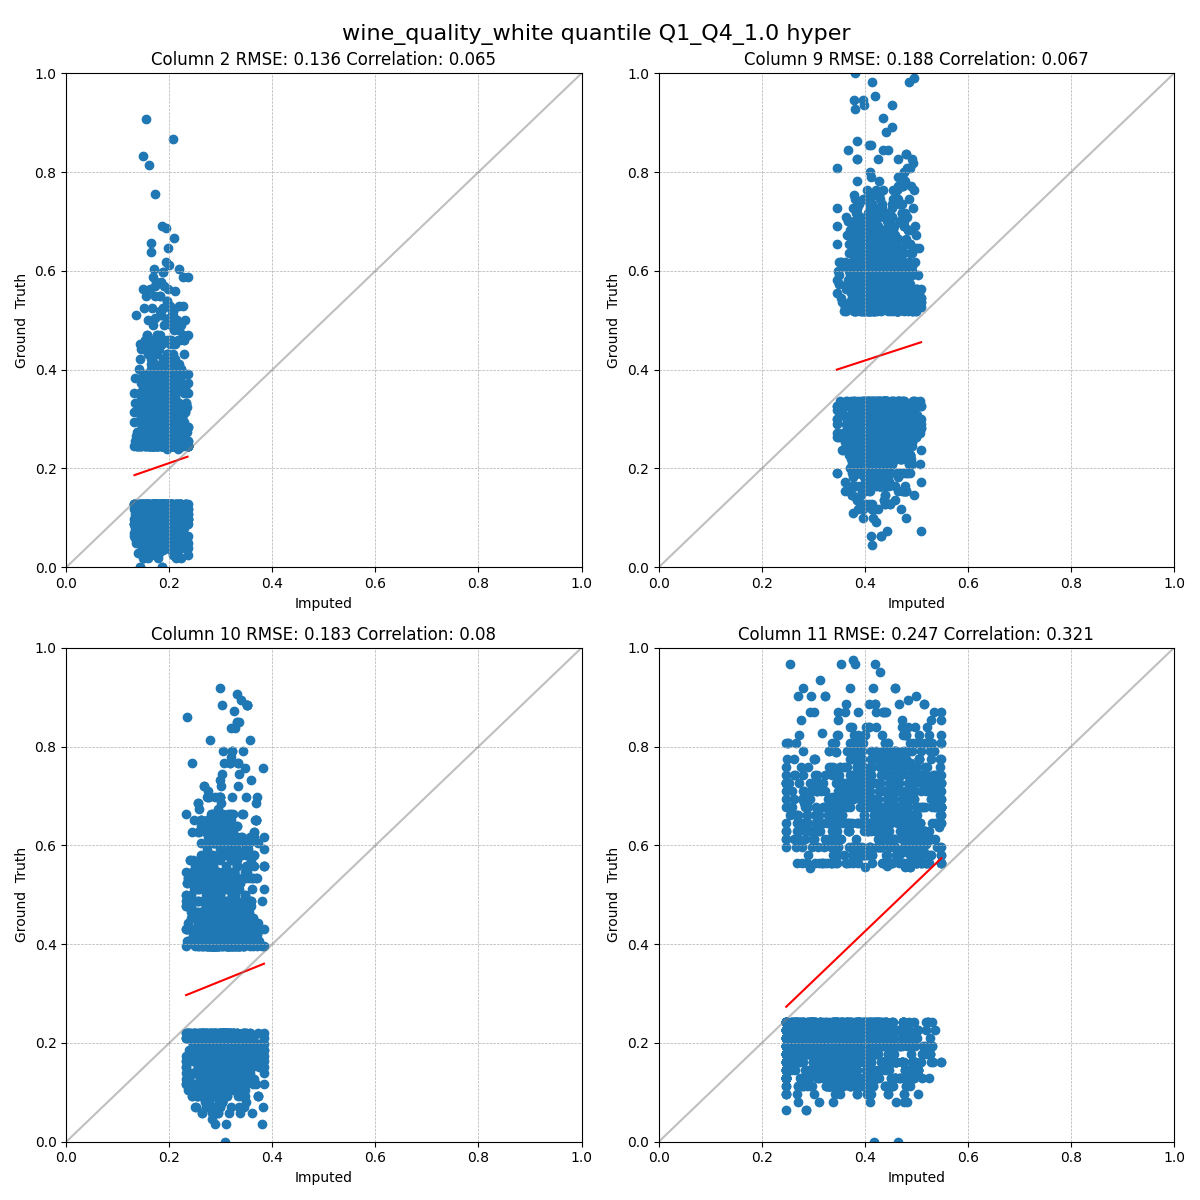 wine_quality_white quantile Q1_Q4_1.0 hyper
Column 2 RMSE: 0.136 Correlation: 0.065
1.0
0.8
0.6
0.4
0.2
0.0
Ground Truth
0.0 0.2 0.4 0.6 0.8 1.0
Imputed
Column 9 RMSE: 0.188 Correlation: 0.067
1.0
0.8
0.6
0.4
0.2
0.0
Ground Truth
0.0 0.2 0.4 0.6 0.8 1.0
Imputed
Column 10 RMSE: 0.183 Correlation: 0.08
1.0
0.8
0.6
0.4
0.2
0.0
Ground Truth
0.0 0.2 0.4 0.6 0.8 1.0
Imputed
Column 11 RMSE: 0.247 Correlation: 0.321
1.0
0.8
0.6
0.4
0.2
0.0
Ground Truth
0.0 0.2 0.4 0.6 0.8 1.0
Imputed